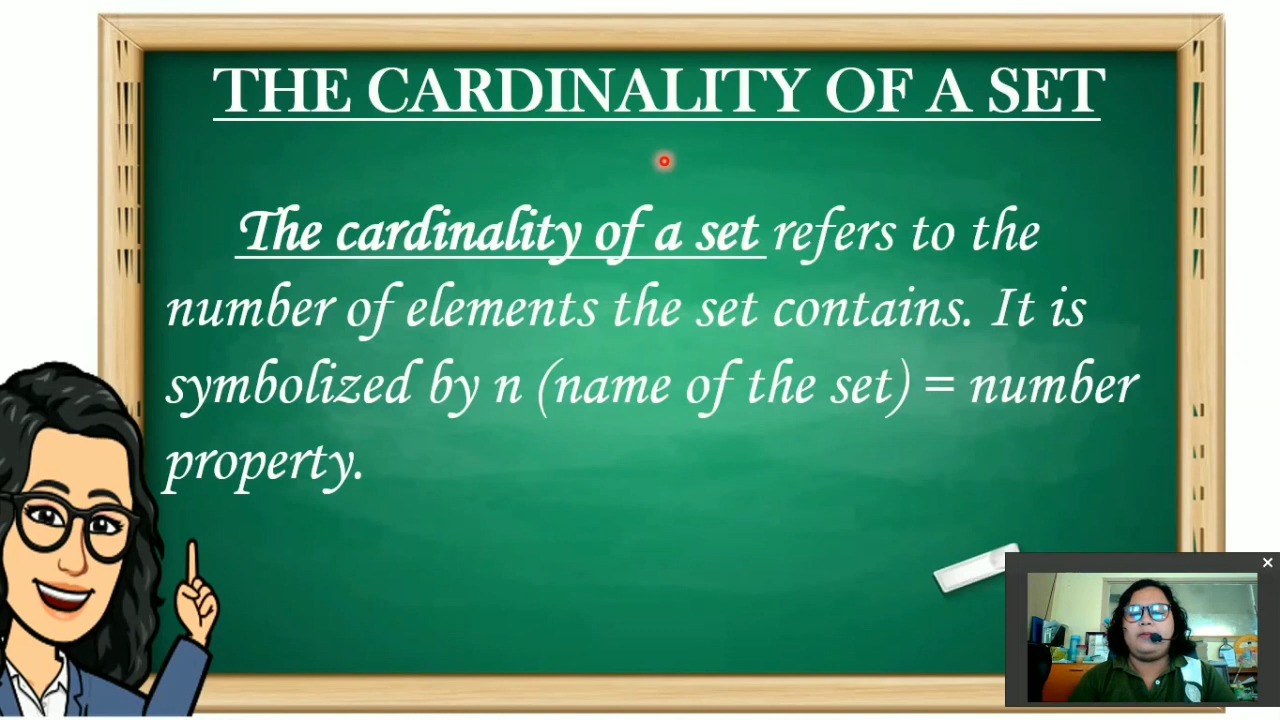 THE CARDINALITY OF A SET
The cardinality of a set refers to the
number of elements the set contains. It is
symbolized by n (name of the set) = number
property.